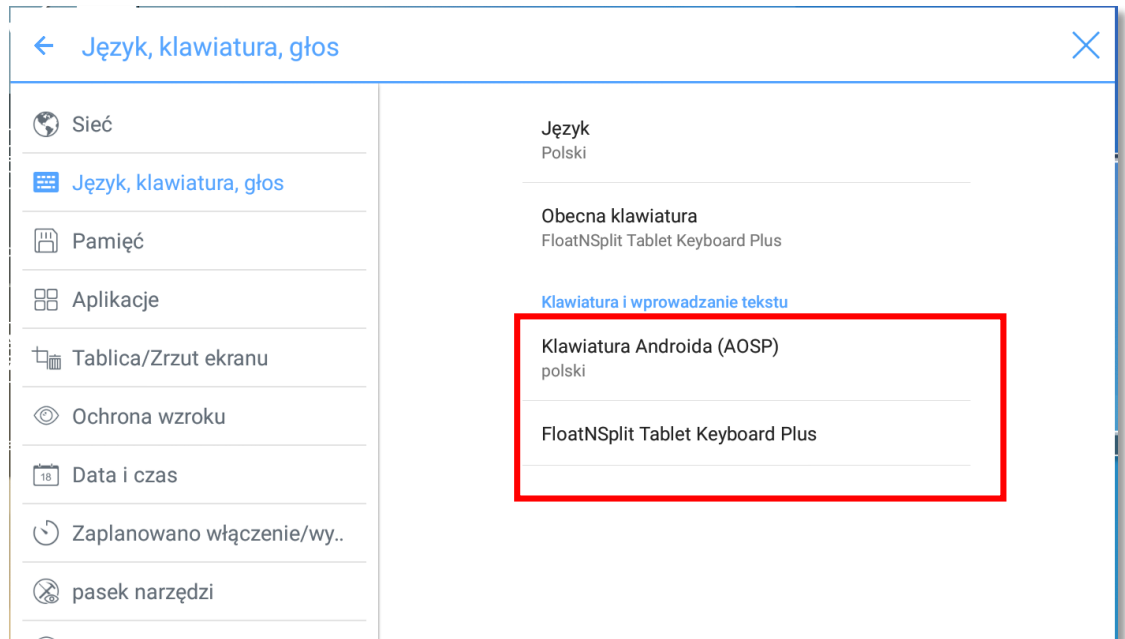 Język, klawiatura, głos
Sieć
Język, klawiatura, głos
Pamięć
Aplikacje
Tablica/Zrzut ekranu
Ochrona wzroku
18
Data i czas
Zaplanowano włączenie/wy..
pasek narzędzi
Język
Polski
Obecna klawiatura
FloatNSplit Tablet Keyboard Plus
Klawiatura i wprowadzanie tekstu
Klawiatura Androida (AOSP)
polski
FloatNSplit Tablet Keyboard Plus